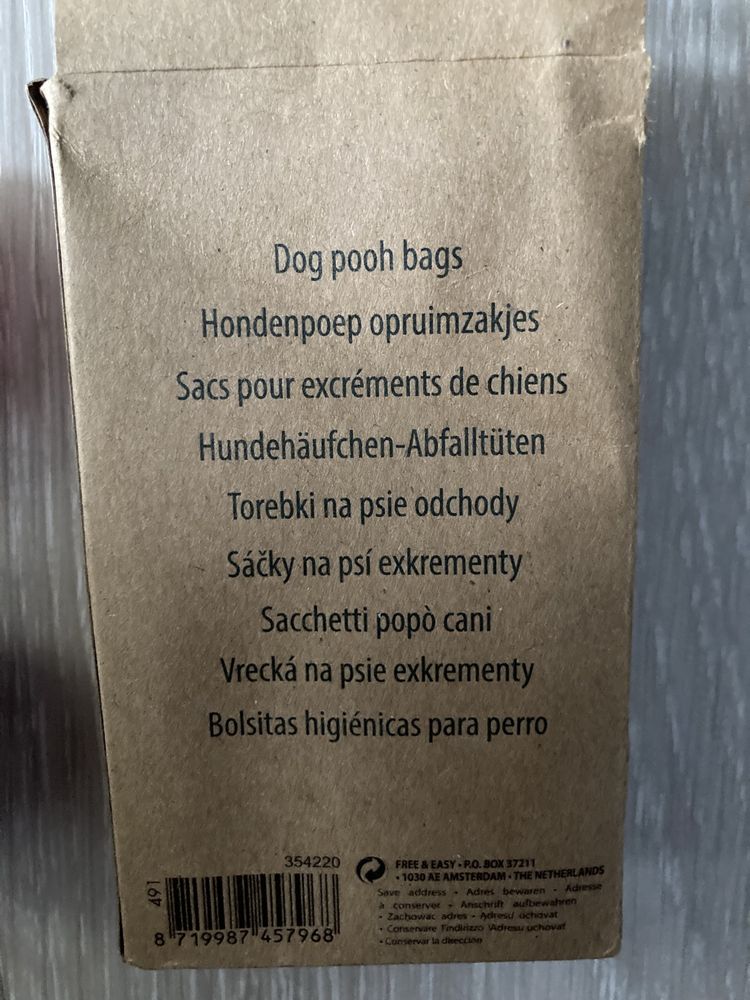 Dog pooh bags
Hondenpoep opruimzakjes
Sacs pour excréments de chiens
Hundehäufchen-Abfalltüten
Torebki na psie odchody
Sáčky na psí exkrementy
Sacchetti popò cani
Vrecká na psie exkrementy
Bolsitas higiénicas para perro
354220
491
8 719987 457968
FREE & EASY • P.O. BOX 37211
• 1030 AE AMSTERDAM • THE NETHERLANDS
Save address • Adres bewaren • Adresse
à conserver • Anschrift aufbewahren
• Zachować adres • Adresu úchovat
• Conservare l'indirizzo Adresu uchovat
• Conservar la dirección